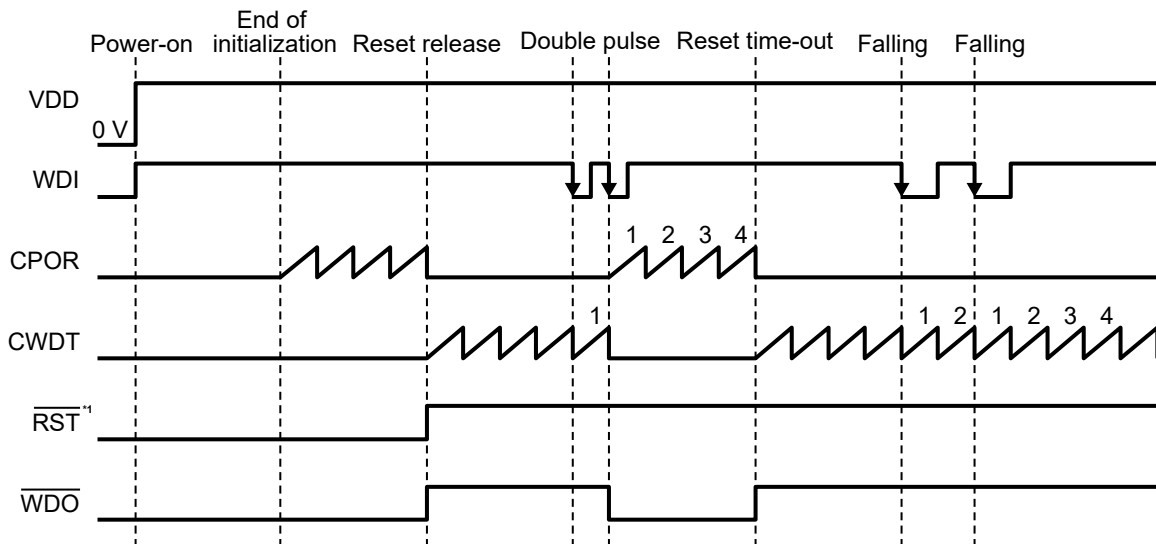 End of
Power-on initialization Reset release Double pulse Reset time-out Falling Falling
VDD
0 V
WDI
1 2 3 4
CPOR
1 1 2 1 2 3 4
CWDT
RST *1
WDO